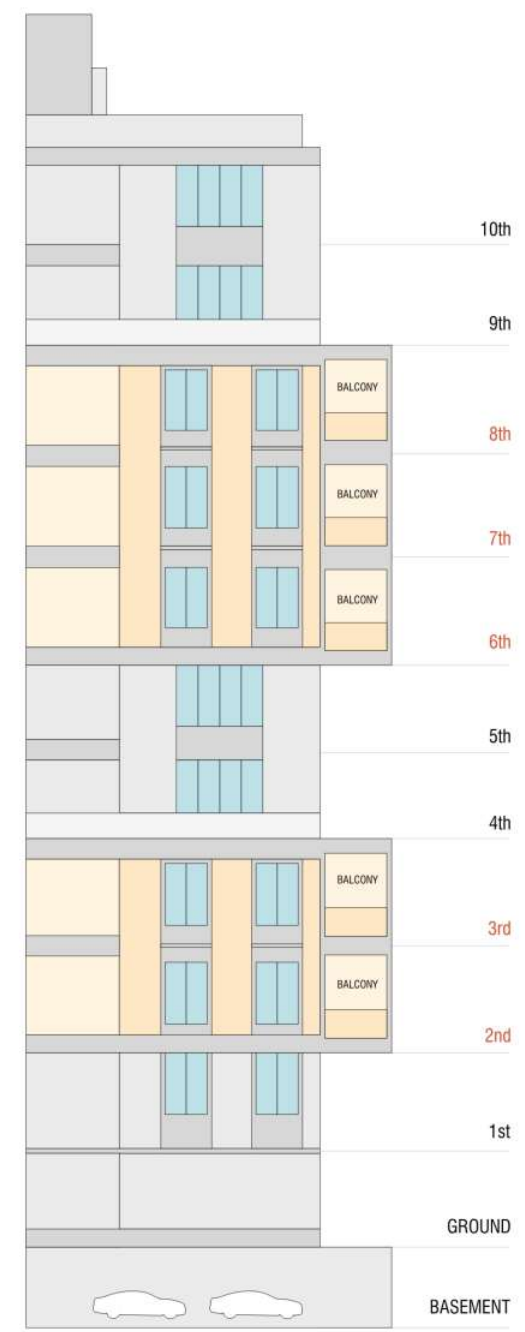 10th
9th
BALCONY
8th
BALCONY
7th
BALCONY
6th
5th
4th
BALCONY
3rd
BALCONY
2nd
1st
GROUND
BASEMENT